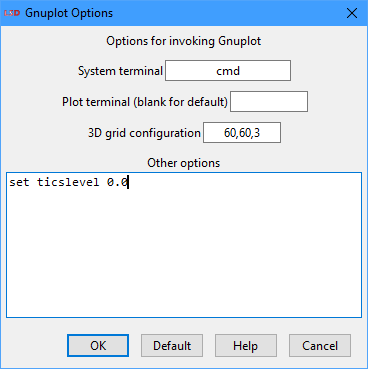 Gnuplot Options
Options for invoking Gnuplot
System terminal cmd
Plot terminal (blank for default)
3D grid configuration 60,60,3
Other options
set ticslevel 0.0
OK Default Help Cancel